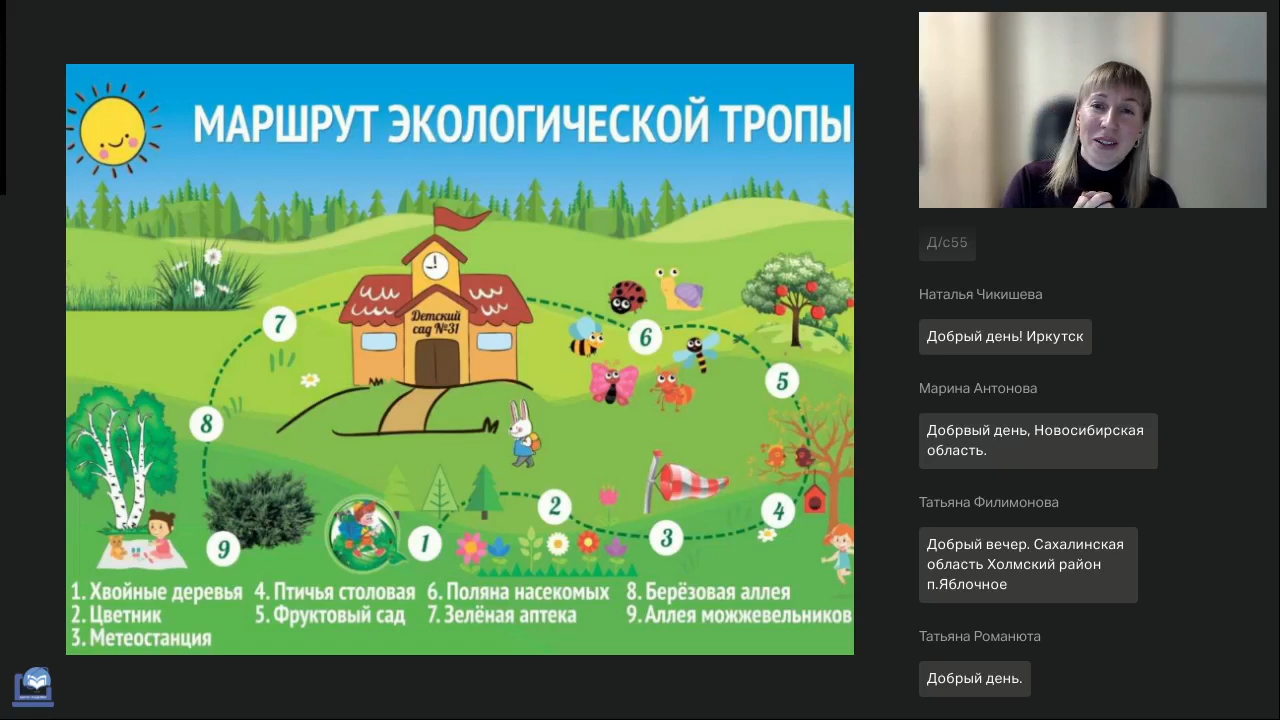 МАРШРУТ ЭКОЛОГИЧЕСКОЙ ТРОПЫ
Детский
сад №31
7
6
5
8
2
4
9
1
3
1. Хвойные деревья
2. Цветник
3. Метеостанция
4. Птичья столовая
5. Фруктовый сад
6. Поляна насекомых
7. Зелёная аптека
8. Берёзовая аллея
9. Аллея можжевельников
Д/с55
Наталья Чикишева
Добрый день! Иркутск
Марина Антонова
Добрвый день, Новосибирская
область.
Татьяна Филимонова
Добрый вечер. Сахалинская
область Холмский район
п.Яблочное
Татьяна Романюта
Добрый день.